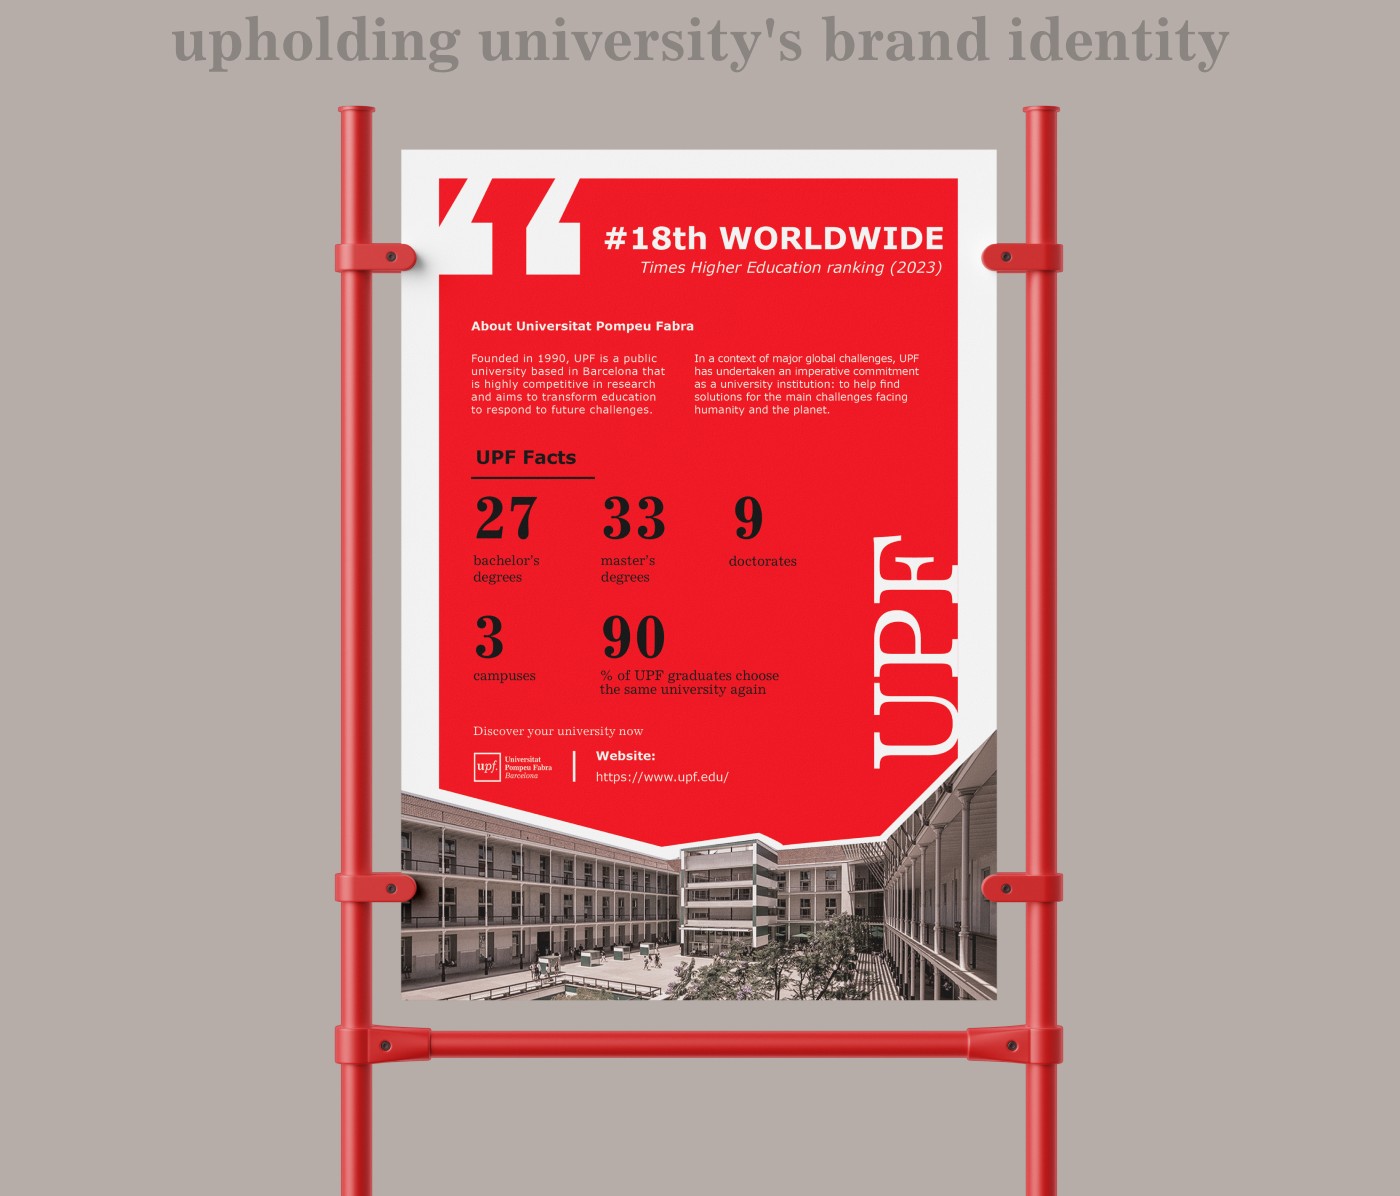 upholding university's brand identity
#18th WORLDWIDE
Times Higher Education ranking (2023)
About Universitat Pompeu Fabra
Founded in 1990, UPF is a public
university based in Barcelona that
is highly competitive in research
and aims to transform education
to respond to future challenges.
In a context of major global challenges, UPF
has undertaken an imperative commitment
as a university institution: to help find
solutions for the main challenges facing
humanity and the planet.
UPF Facts
27
bachelor's
degrees
33
master's
degrees
9
doctorates
3
campuses
90
% of UPF graduates choose
the same university again
UPF
Discover your university now
upf.
Universitat
Pompeu Fabra
Barcelona
Website:
https://www.upf.edu/